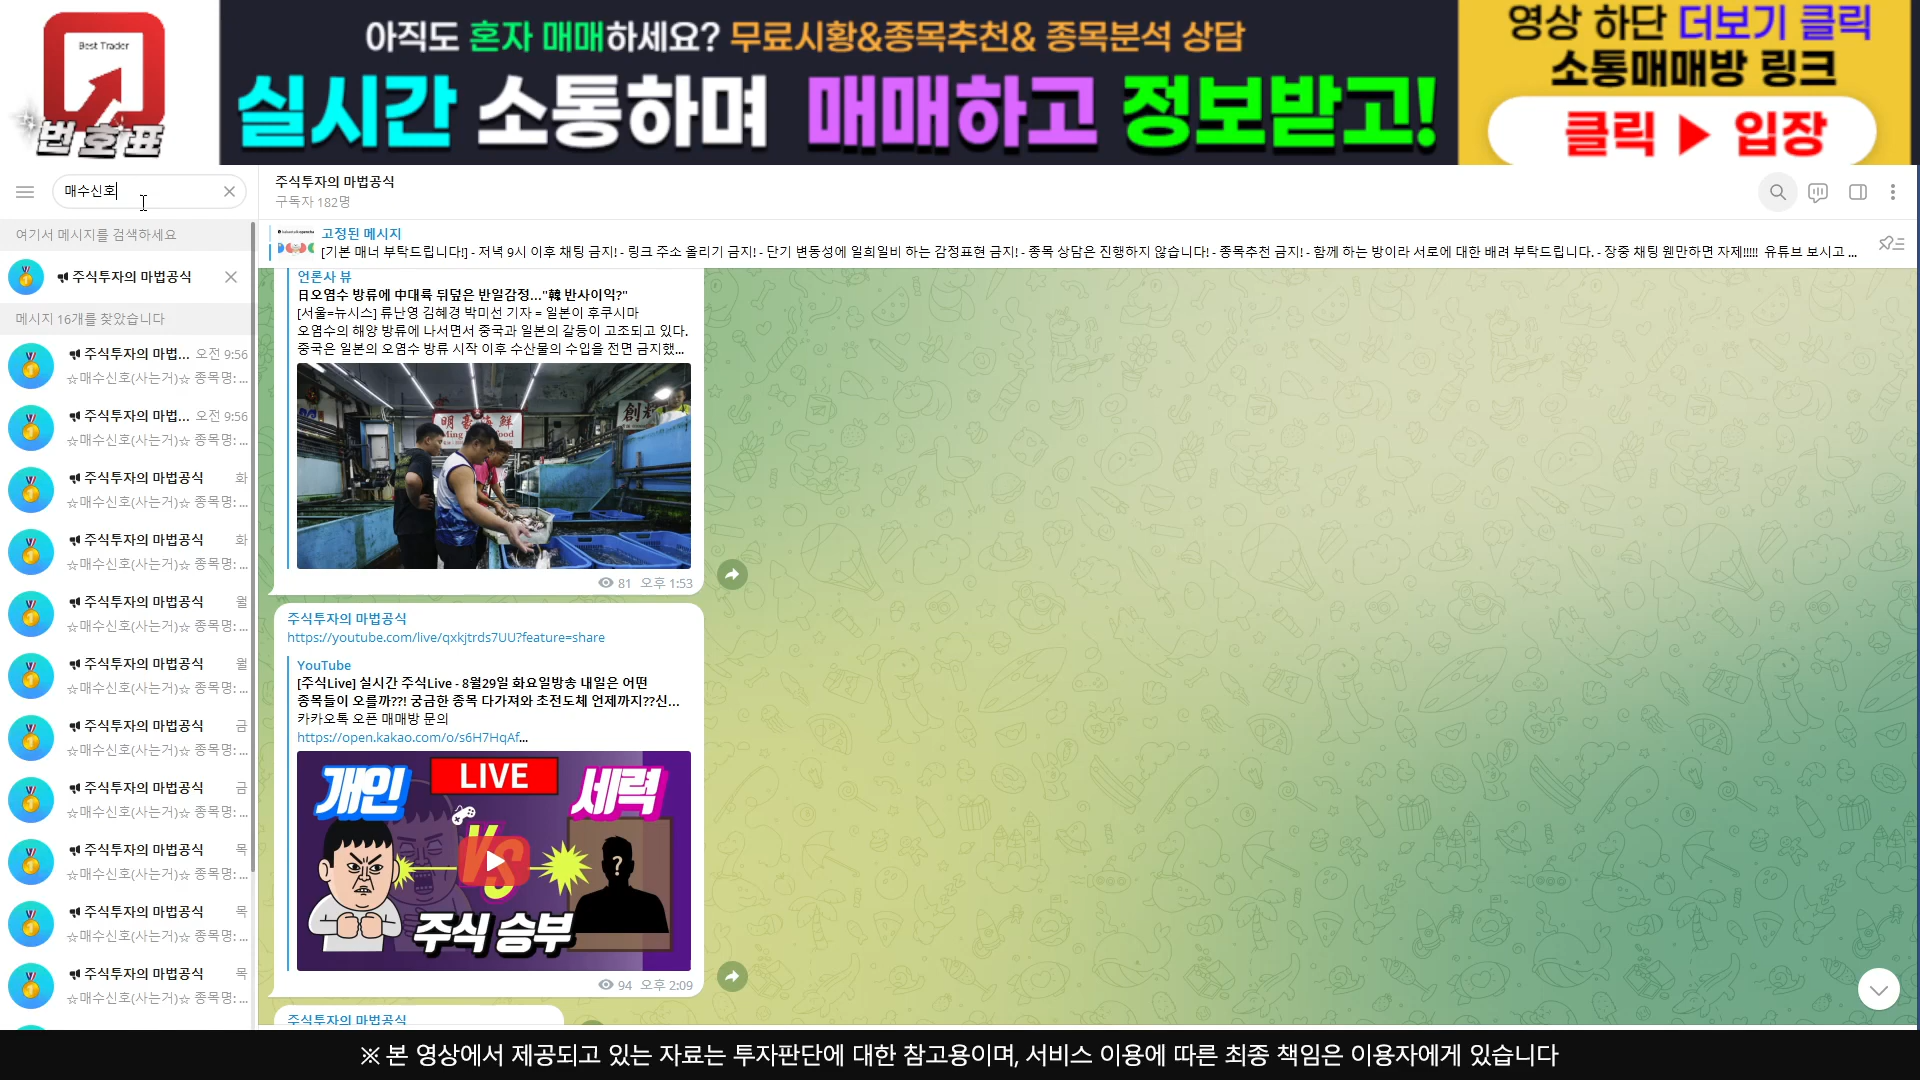 Best Trader
번호표
아직도 혼자 매매하세요? 무료시황&종목추천& 종목분석 상담
실시간 소통하며 매매하고 정보받고!
영상 하단 더보기 클릭
소통매매방 링크
클릭 ▶ 입장
매수신호
여기서 메시지를 검색하세요
주식투자의 마법공식
메시지 16개를 찾았습니다
주식투자의 마법... 오전 9:56
☆매수신호(사는거)☆ 종목명: ...
주식투자의 마법... 오전 9:56
☆매수신호(사는거)☆ 종목명: ...
주식투자의 마법공식 화
☆매수신호(사는거)☆ 종목명: ...
주식투자의 마법공식 화
☆매수신호(사는거)☆ 종목명: ...
주식투자의 마법공식 월
☆매수신호(사는거)☆ 종목명: ...
주식투자의 마법공식 월
☆매수신호(사는거)☆ 종목명: ...
주식투자의 마법공식 금
☆매수신호(사는거)☆ 종목명: ...
주식투자의 마법공식 금
☆매수신호(사는거)☆ 종목명: ...
주식투자의 마법공식 목
☆매수신호(사는거)☆ 종목명: ...
주식투자의 마법공식 목
☆매수신호(사는거)☆ 종목명: ...
주식투자의 마법공식 목
☆매수신호(사는거)☆ 종목명: ...
주식투자의 마법공식
구독자 182명
고정된 메시지
[기본 매너 부탁드립니다!] - 저녁 9시 이후 채팅 금지! - 링크 주소 올리기 금지! - 단기 변동성에 일희일비 하는 감정표현 금지! - 종목 상담은 진행하지 않습니다! - 종목추천 금지! - 함께 하는 방이라 서로에 대한 배려 부탁드립니다. - 장중 채팅 웬만하면 자제!!!!! 유튜브 보시고 ...
언론사 뷰
日오염수 방류에 中대륙 뒤덮은 반일감정..."韓 반사이익?"
[서울=뉴시스] 류난영 김혜경 박미선 기자 = 일본이 후쿠시마
오염수의 해양 방류에 나서면서 중국과 일본의 갈등이 고조되고 있다.
중국은 일본의 오염수 방류 시작 이후 수산물의 수입을 전면 금지했...
明豪海鮮
81 오후 1:53
주식투자의 마법공식
https://youtube.com/live/qxkjtrds7UU?feature=share
YouTube
[주식Live] 실시간 주식Live - 8월29일 화요일방송 내일은 어떤
종목들이 오를까??! 궁금한 종목 다가져와 초전도체 언제까지??신...
카카오톡 오픈 매매방 문의
https://open.kakao.com/o/s6H7HqAf...
개인 LIVE 세력
VS
?
주식 승부
94 오후 2:09
주식투자의 마법공식
※ 본 영상에서 제공되고 있는 자료는 투자판단에 대한 참고용이며, 서비스 이용에 따른 최종 책임은 이용자에게 있습니다